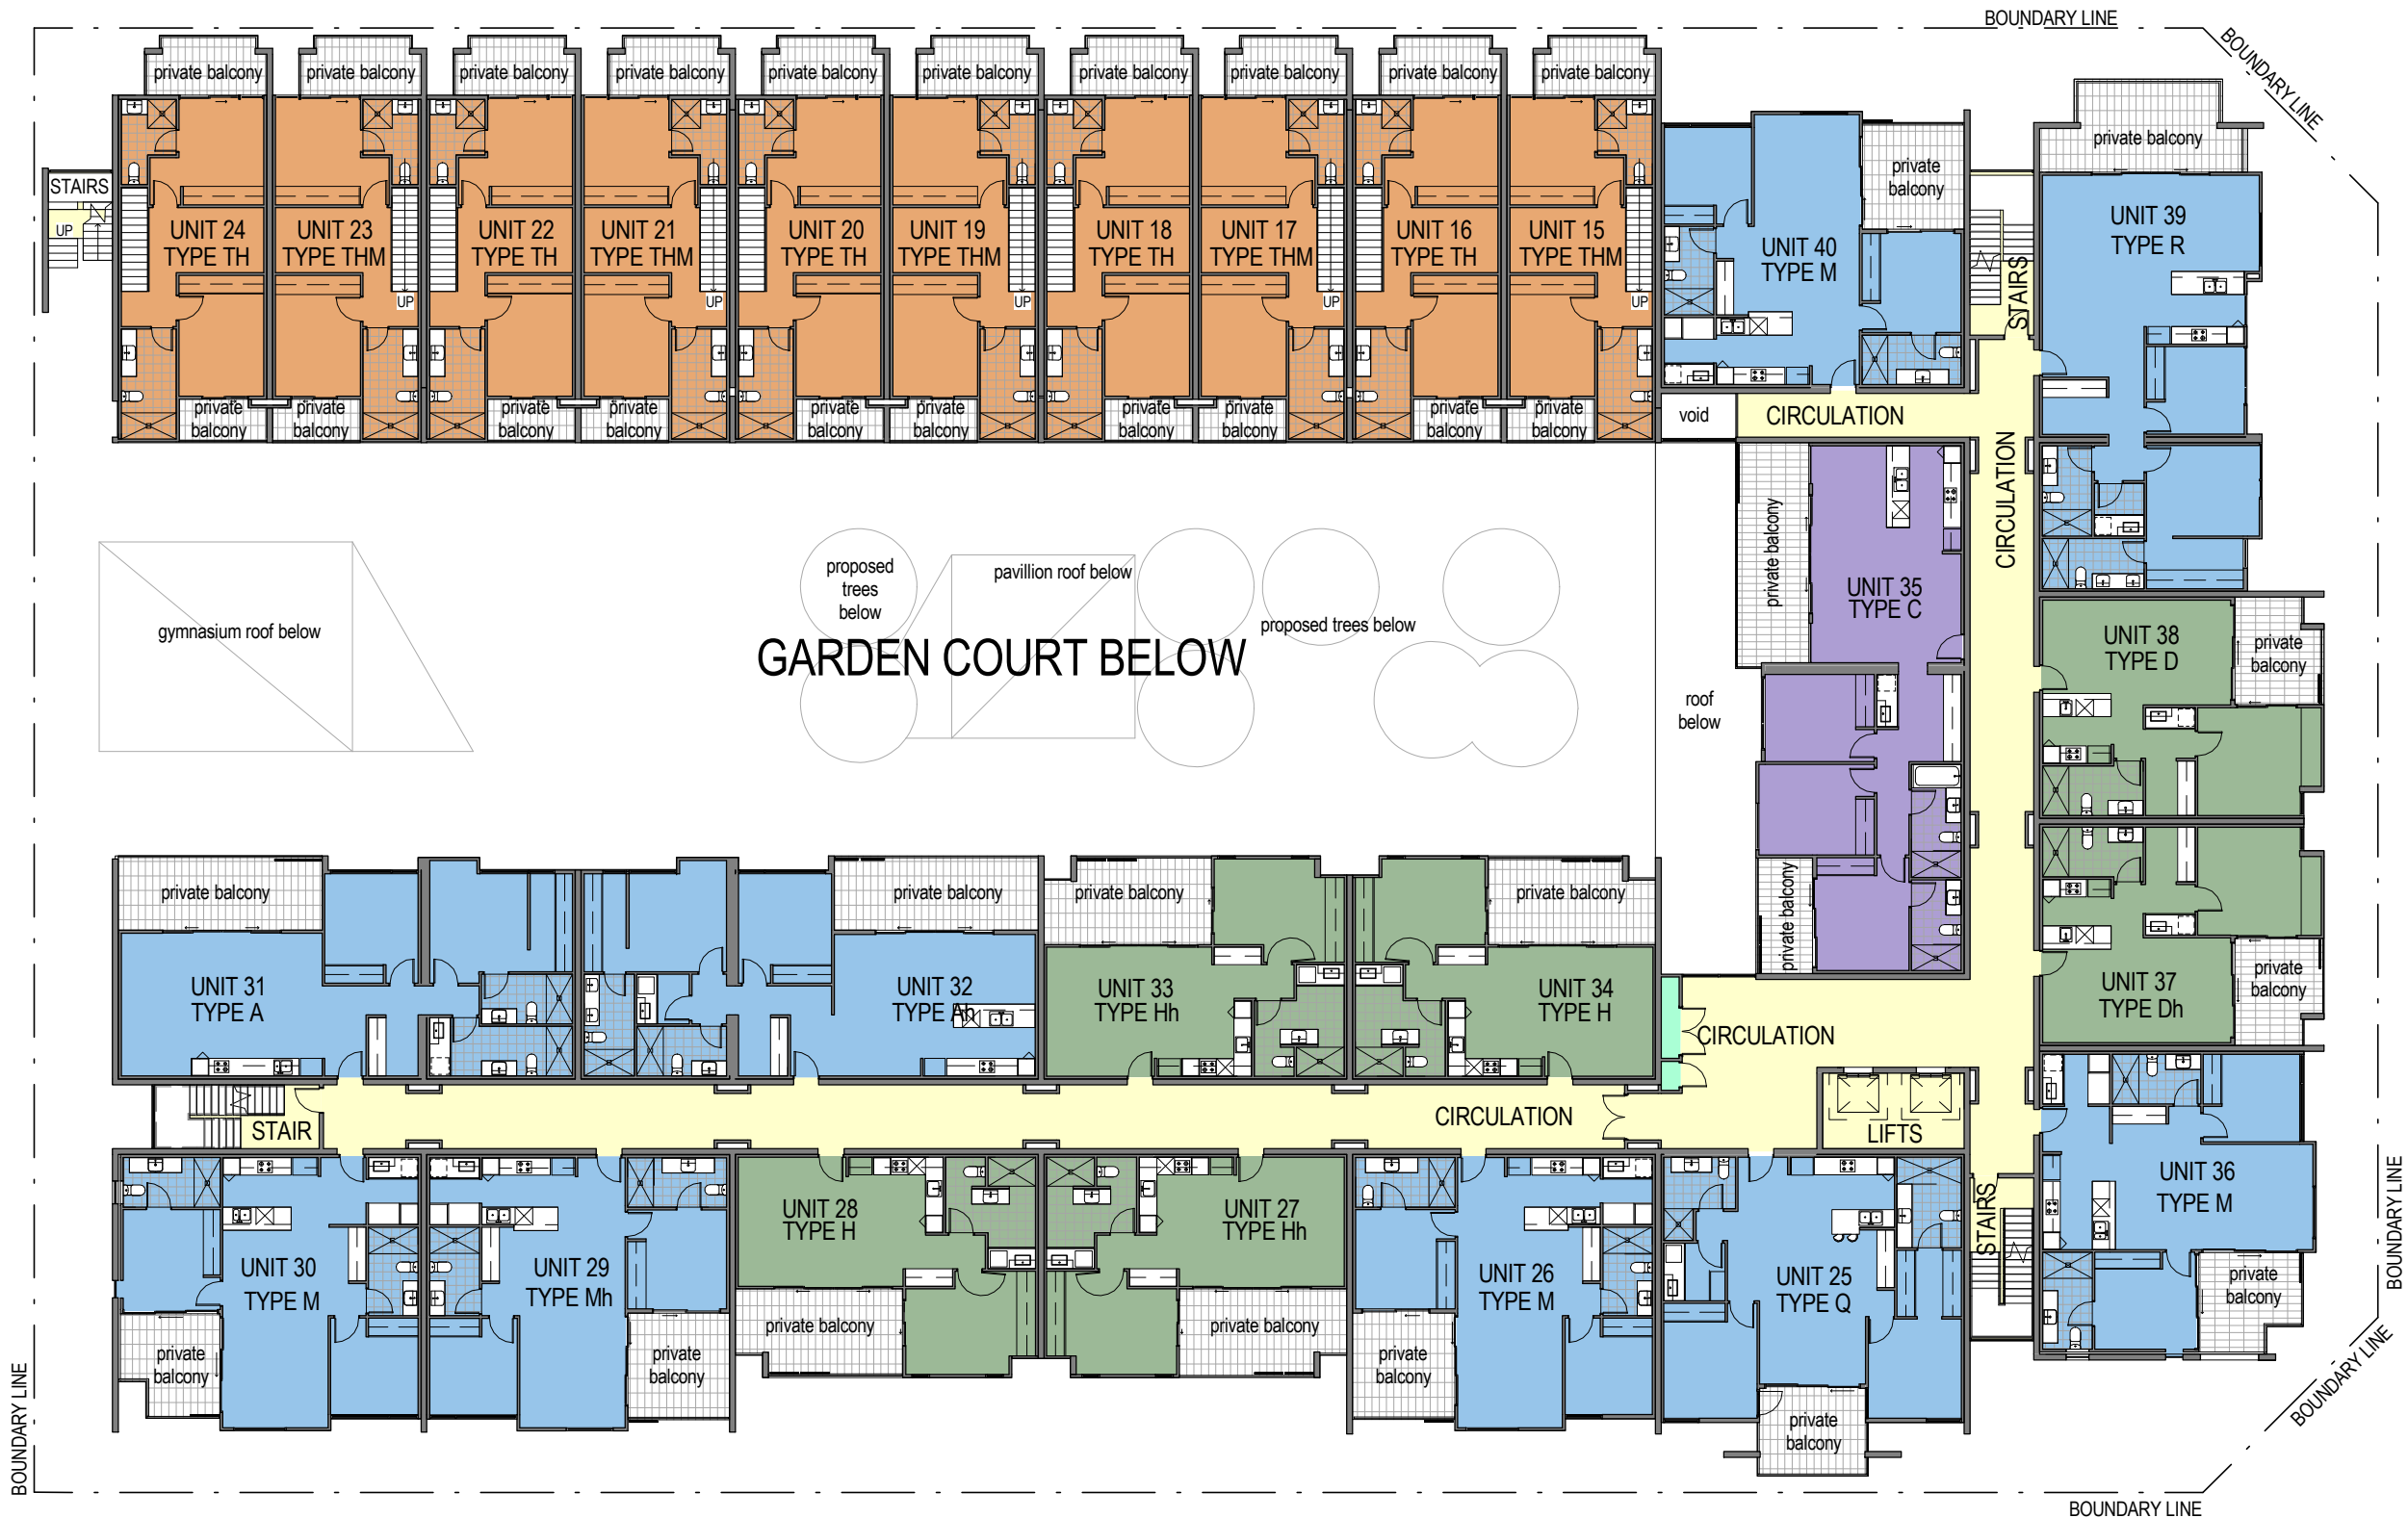 BOUNDARY LINE
BOUNDARY LINE
private balcony
private balcony
private balcony
private balcony
private balcony
private balcony
private balcony
private balcony
private balcony
private balcony
private balcony
private
balcony
STAIRS
UP
UNIT 24
TYPE TH
UNIT 23
TYPE THM
UP
UNIT 22
TYPE TH
UNIT 21
TYPE THM
UP
UNIT 20
TYPE TH
UNIT 19
TYPE THM
UP
UNIT 18
TYPE TH
UNIT 17
TYPE THM
UP
UNIT 16
TYPE TH
UNIT 15
TYPE THM
UP
UNIT 40
TYPE M
STAIRS
UNIT 39
TYPE R
private
balcony
private
balcony
private
balcony
private
balcony
private
balcony
private
balcony
private
balcony
private
balcony
private
balcony
private
balcony
void
CIRCULATION
CIRCULATION
private balcony
UNIT 35
TYPE C
proposed
trees
below
pavillion roof below
gymnasium roof below
proposed trees below
GARDEN COURT BELOW
roof
below
UNIT 38
TYPE D
private
balcony
private balcony
private balcony
private balcony
private balcony
private balcony
UNIT 31
TYPE A
UNIT 32
TYPE Ah
UNIT 33
TYPE Hh
UNIT 34
TYPE H
UNIT 37
TYPE Dh
private
balcony
CIRCULATION
CIRCULATION
STAIR
LIFTS
STAIRS
UNIT 36
TYPE M
private
balcony
UNIT 30
TYPE M
private
balcony
UNIT 29
TYPE Mh
private
balcony
UNIT 28
TYPE H
private balcony
UNIT 27
TYPE Hh
private balcony
UNIT 26
TYPE M
private
balcony
UNIT 25
TYPE Q
private
balcony
BOUNDARY LINE
BOUNDARY LINE
BOUNDARY LINE
BOUNDARY LINE